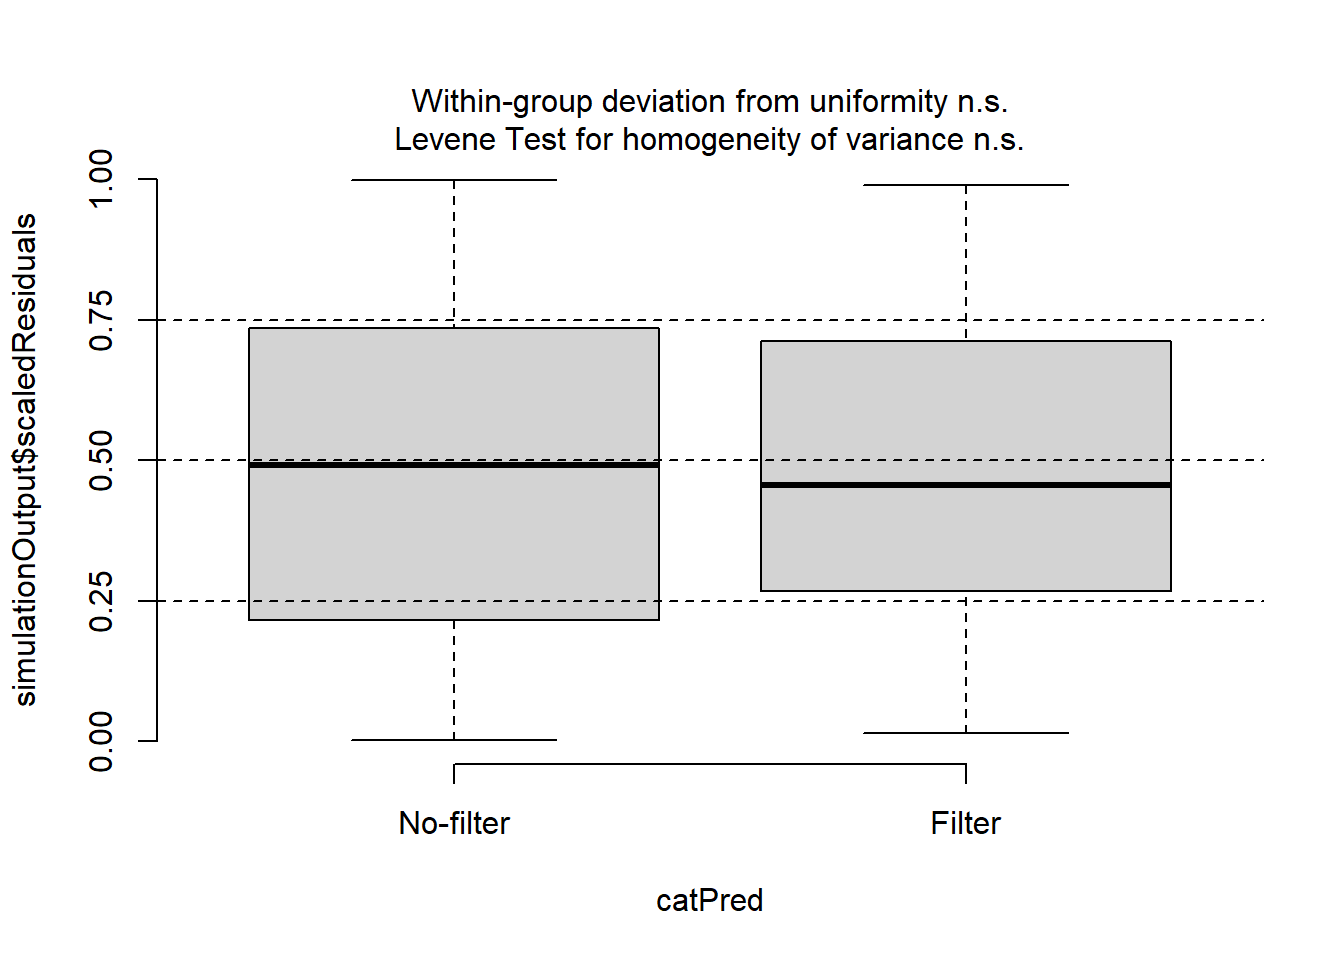 Within-group deviation from uniformity n.s.
Levene Test for homogeneity of variance n.s.
simulationOutput$scaledResiduals
1.00
0.75
0.50
0.25
0.00
No-filter
Filter
catPred